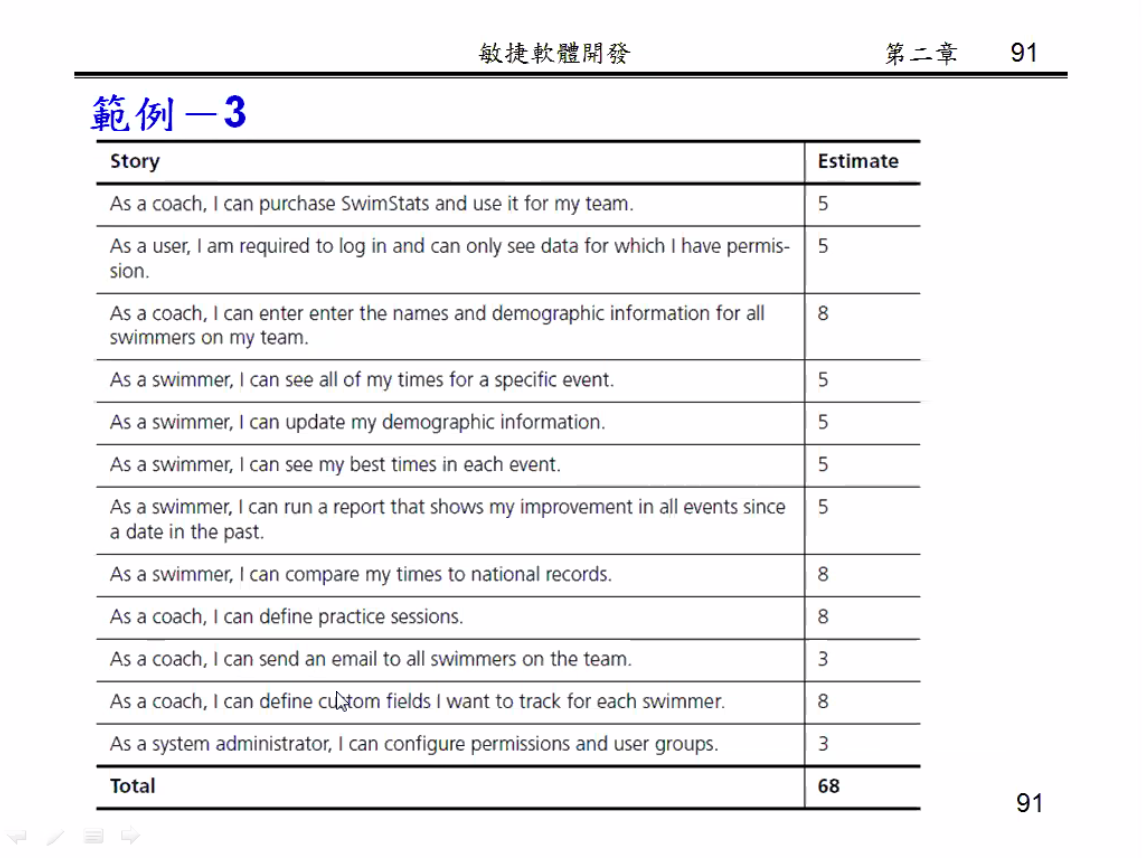 敏捷軟體開發 第二章 91
範例－3
Story Estimate
As a coach, I can purchase SwimStats and use it for my team. 5
As a user, I am required to log in and can only see data for which I have permis- 5
sion.
As a coach, I can enter enter the names and demographic information for all 8
swimmers on my team.
As a swimmer, I can see all of my times for a specific event. 5
As a swimmer, I can update my demographic information. 5
As a swimmer, I can see my best times in each event. 5
As a swimmer, I can run a report that shows my improvement in all events since 5
a date in the past.
As a swimmer, I can compare my times to national records. 8
As a coach, I can define practice sessions. 8
As a coach, I can send an email to all swimmers on the team. 3
As a coach, I can define custom fields I want to track for each swimmer. 8
As a system administrator, I can configure permissions and user groups. 3
Total 68
91